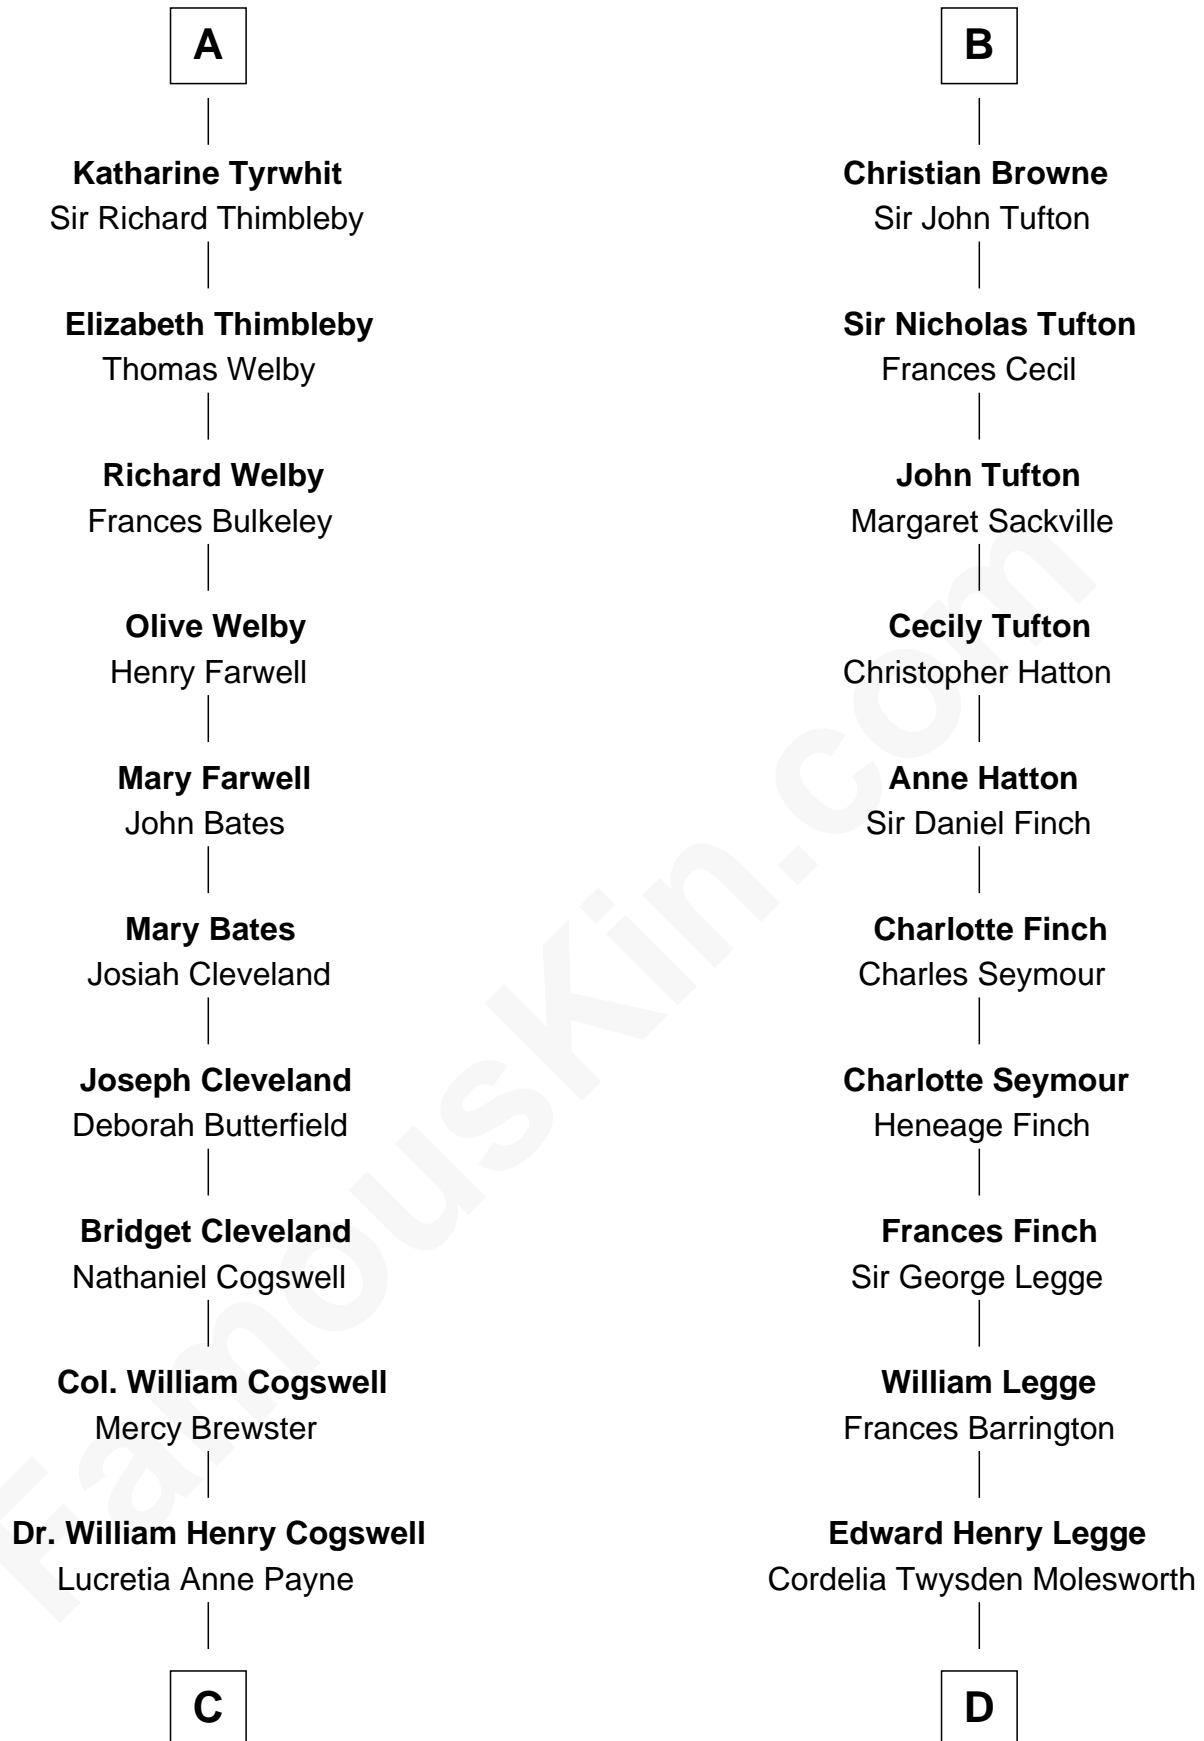 A
Katharine Tyrwhit
Sir Richard Thimbleby
Elizabeth Thimbleby
Thomas Welby
Richard Welby
Frances Bulkeley
Olive Welby
Henry Farwell
Mary Farwell
John Bates
Mary Bates
Josiah Cleveland
Joseph Cleveland
Deborah Butterfield
Bridget Cleveland
Nathaniel Cogswell
Col. William Cogswell
Mercy Brewster
Dr. William Henry Cogswell
Lucretia Anne Payne
C
B
Christian Browne
Sir John Tufton
Sir Nicholas Tufton
Frances Cecil
John Tufton
Margaret Sackville
Cecily Tufton
Christopher Hatton
Anne Hatton
Sir Daniel Finch
Charlotte Finch
Charles Seymour
Charlotte Seymour
Heneage Finch
Frances Finch
Sir George Legge
William Legge
Frances Barrington
Edward Henry Legge
Cordelia Twysden Molesworth
D
FamousKin.com